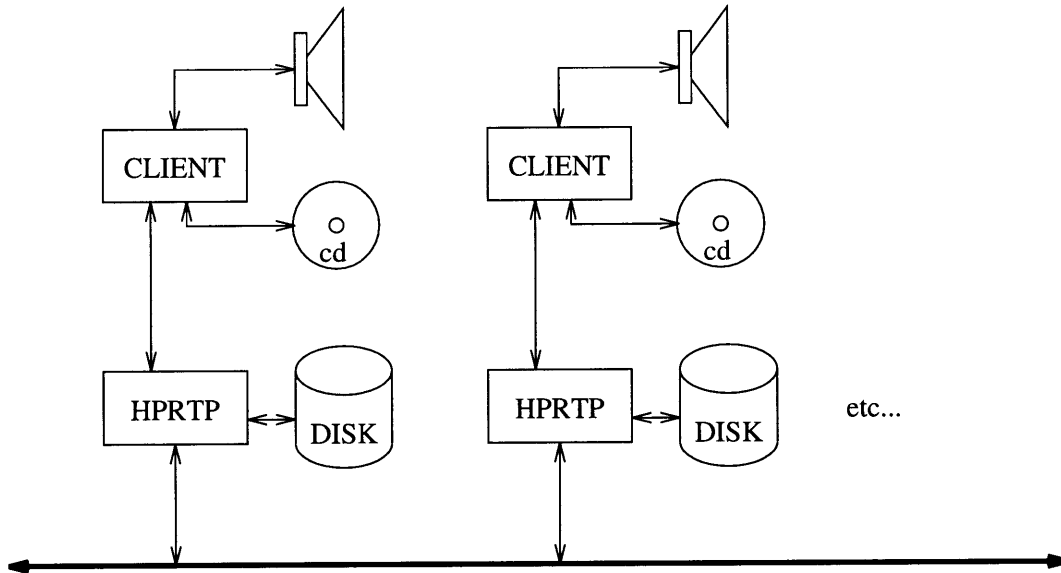 CLIENT
CLIENT
cd
cd
HPRTP
DISK
HPRTP
DISK
etc...